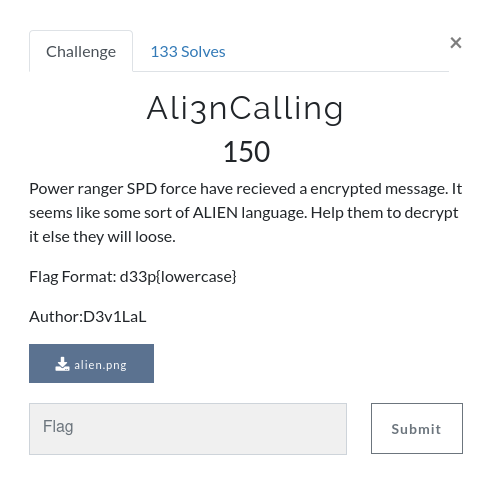 Challenge
133 Solves
×
Ali3nCalling
150
Power ranger SPD force have recieved a encrypted message. It
seems like some sort of ALIEN language. Help them to decrypt
it else they will loose.
Flag Format: d33p{lowercase}
Author:D3v1LaL
alien.png
Flag
Submit